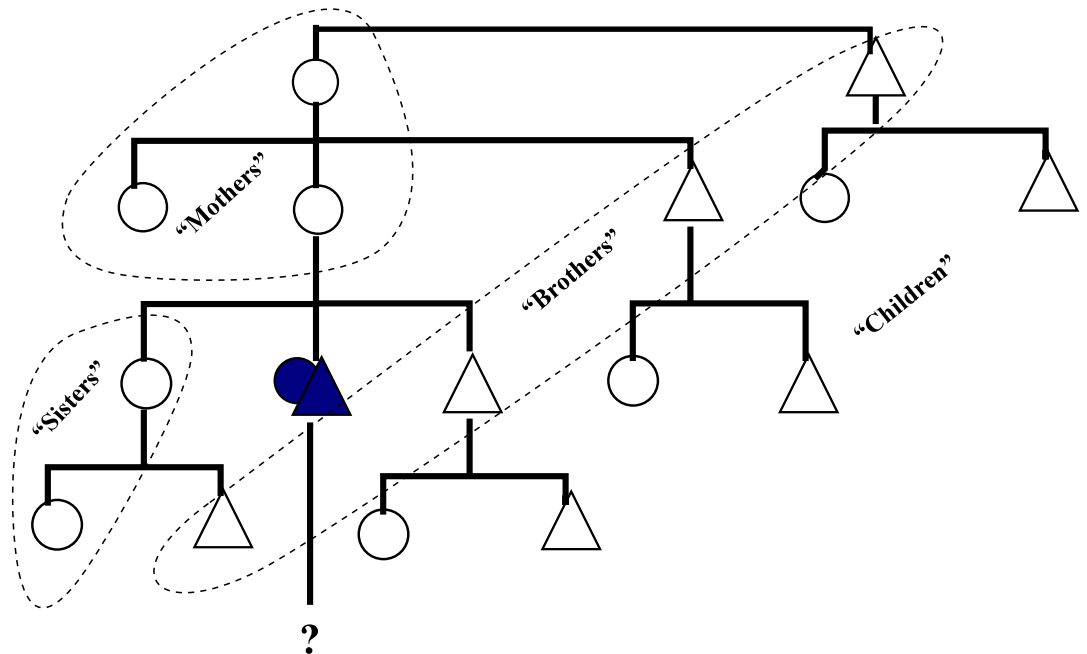 “Mothers”
“Brothers”
“Children”
“Sisters”
?